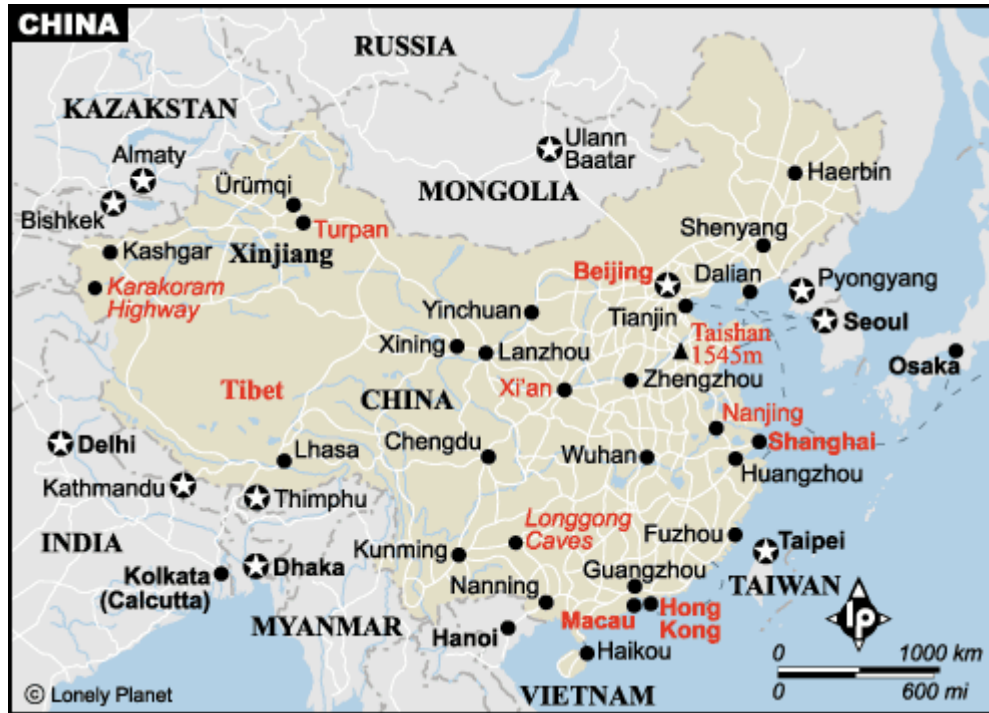 CHINA
RUSSIA
KAZAKSTAN
Ulann
Baatar
Almaty
Haerbin
Ürümqi
MONGOLIA
Bishkek
Turpan
Shenyang
Kashgar
Xinjiang
Beijing
Dalian
Pyongyang
Karakoram
Highway
Yinchuan
Tianjin
Seoul
Taishan
1545m
Xining
Lanzhou
Osaka
Tibet
Xi'an
Zhengzhou
CHINA
Nanjing
Delhi
Lhasa
Chengdu
Wuhan
Shanghai
Huangzhou
Kathmandu
Thimphu
Longgong
Caves
Fuzhou
INDIA
Kunming
Taipei
Dhaka
Guangzhou
Kolkata
(Calcutta)
Nanning
TAIWAN
MYANMAR
Macau
Hong
Kong
lp
Hanoi
Haikou
0 1000 km
0 600 mi
© Lonely Planet
VIETNAM